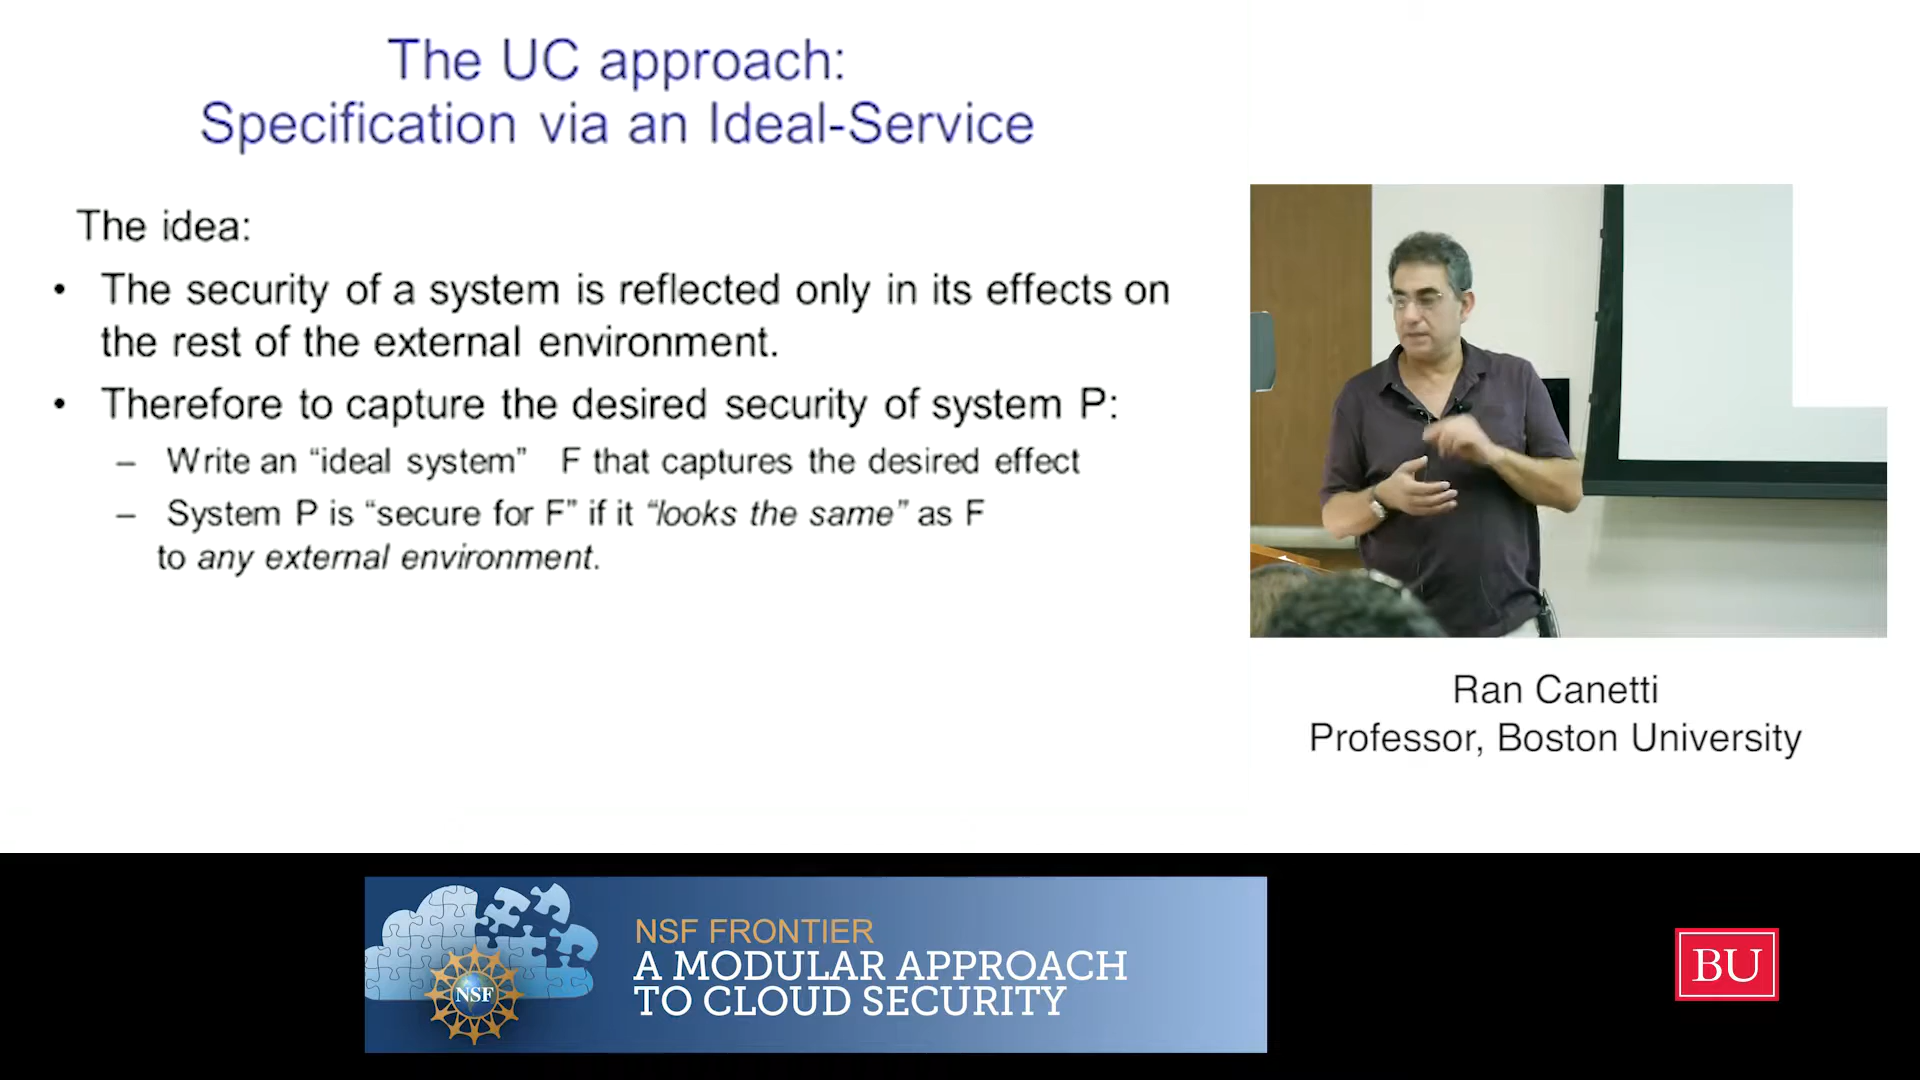 The UC approach:
Specification via an Ideal-Service
The idea:
• The security of a system is reflected only in its effects on
the rest of the external environment.
• Therefore to capture the desired security of system P:
– Write an “ideal system” F that captures the desired effect
– System P is “secure for F” if it “looks the same” as F
to any external environment.
Ran Canetti
Professor, Boston University
NSF
NSF FRONTIER
A MODULAR APPROACH
TO CLOUD SECURITY
BU